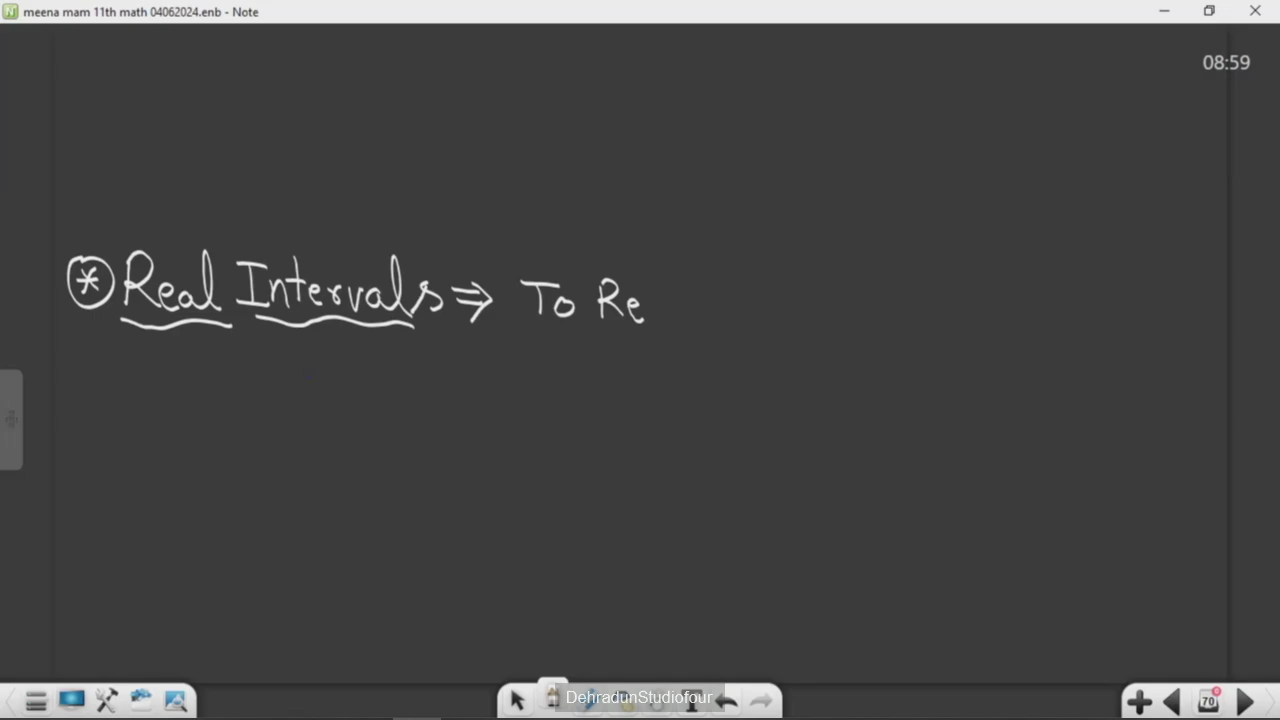 meena mam 11th math 04062024.enb - Note
08:59
* Real Intervals ⇒ To Re
DehradunStudiofour
70